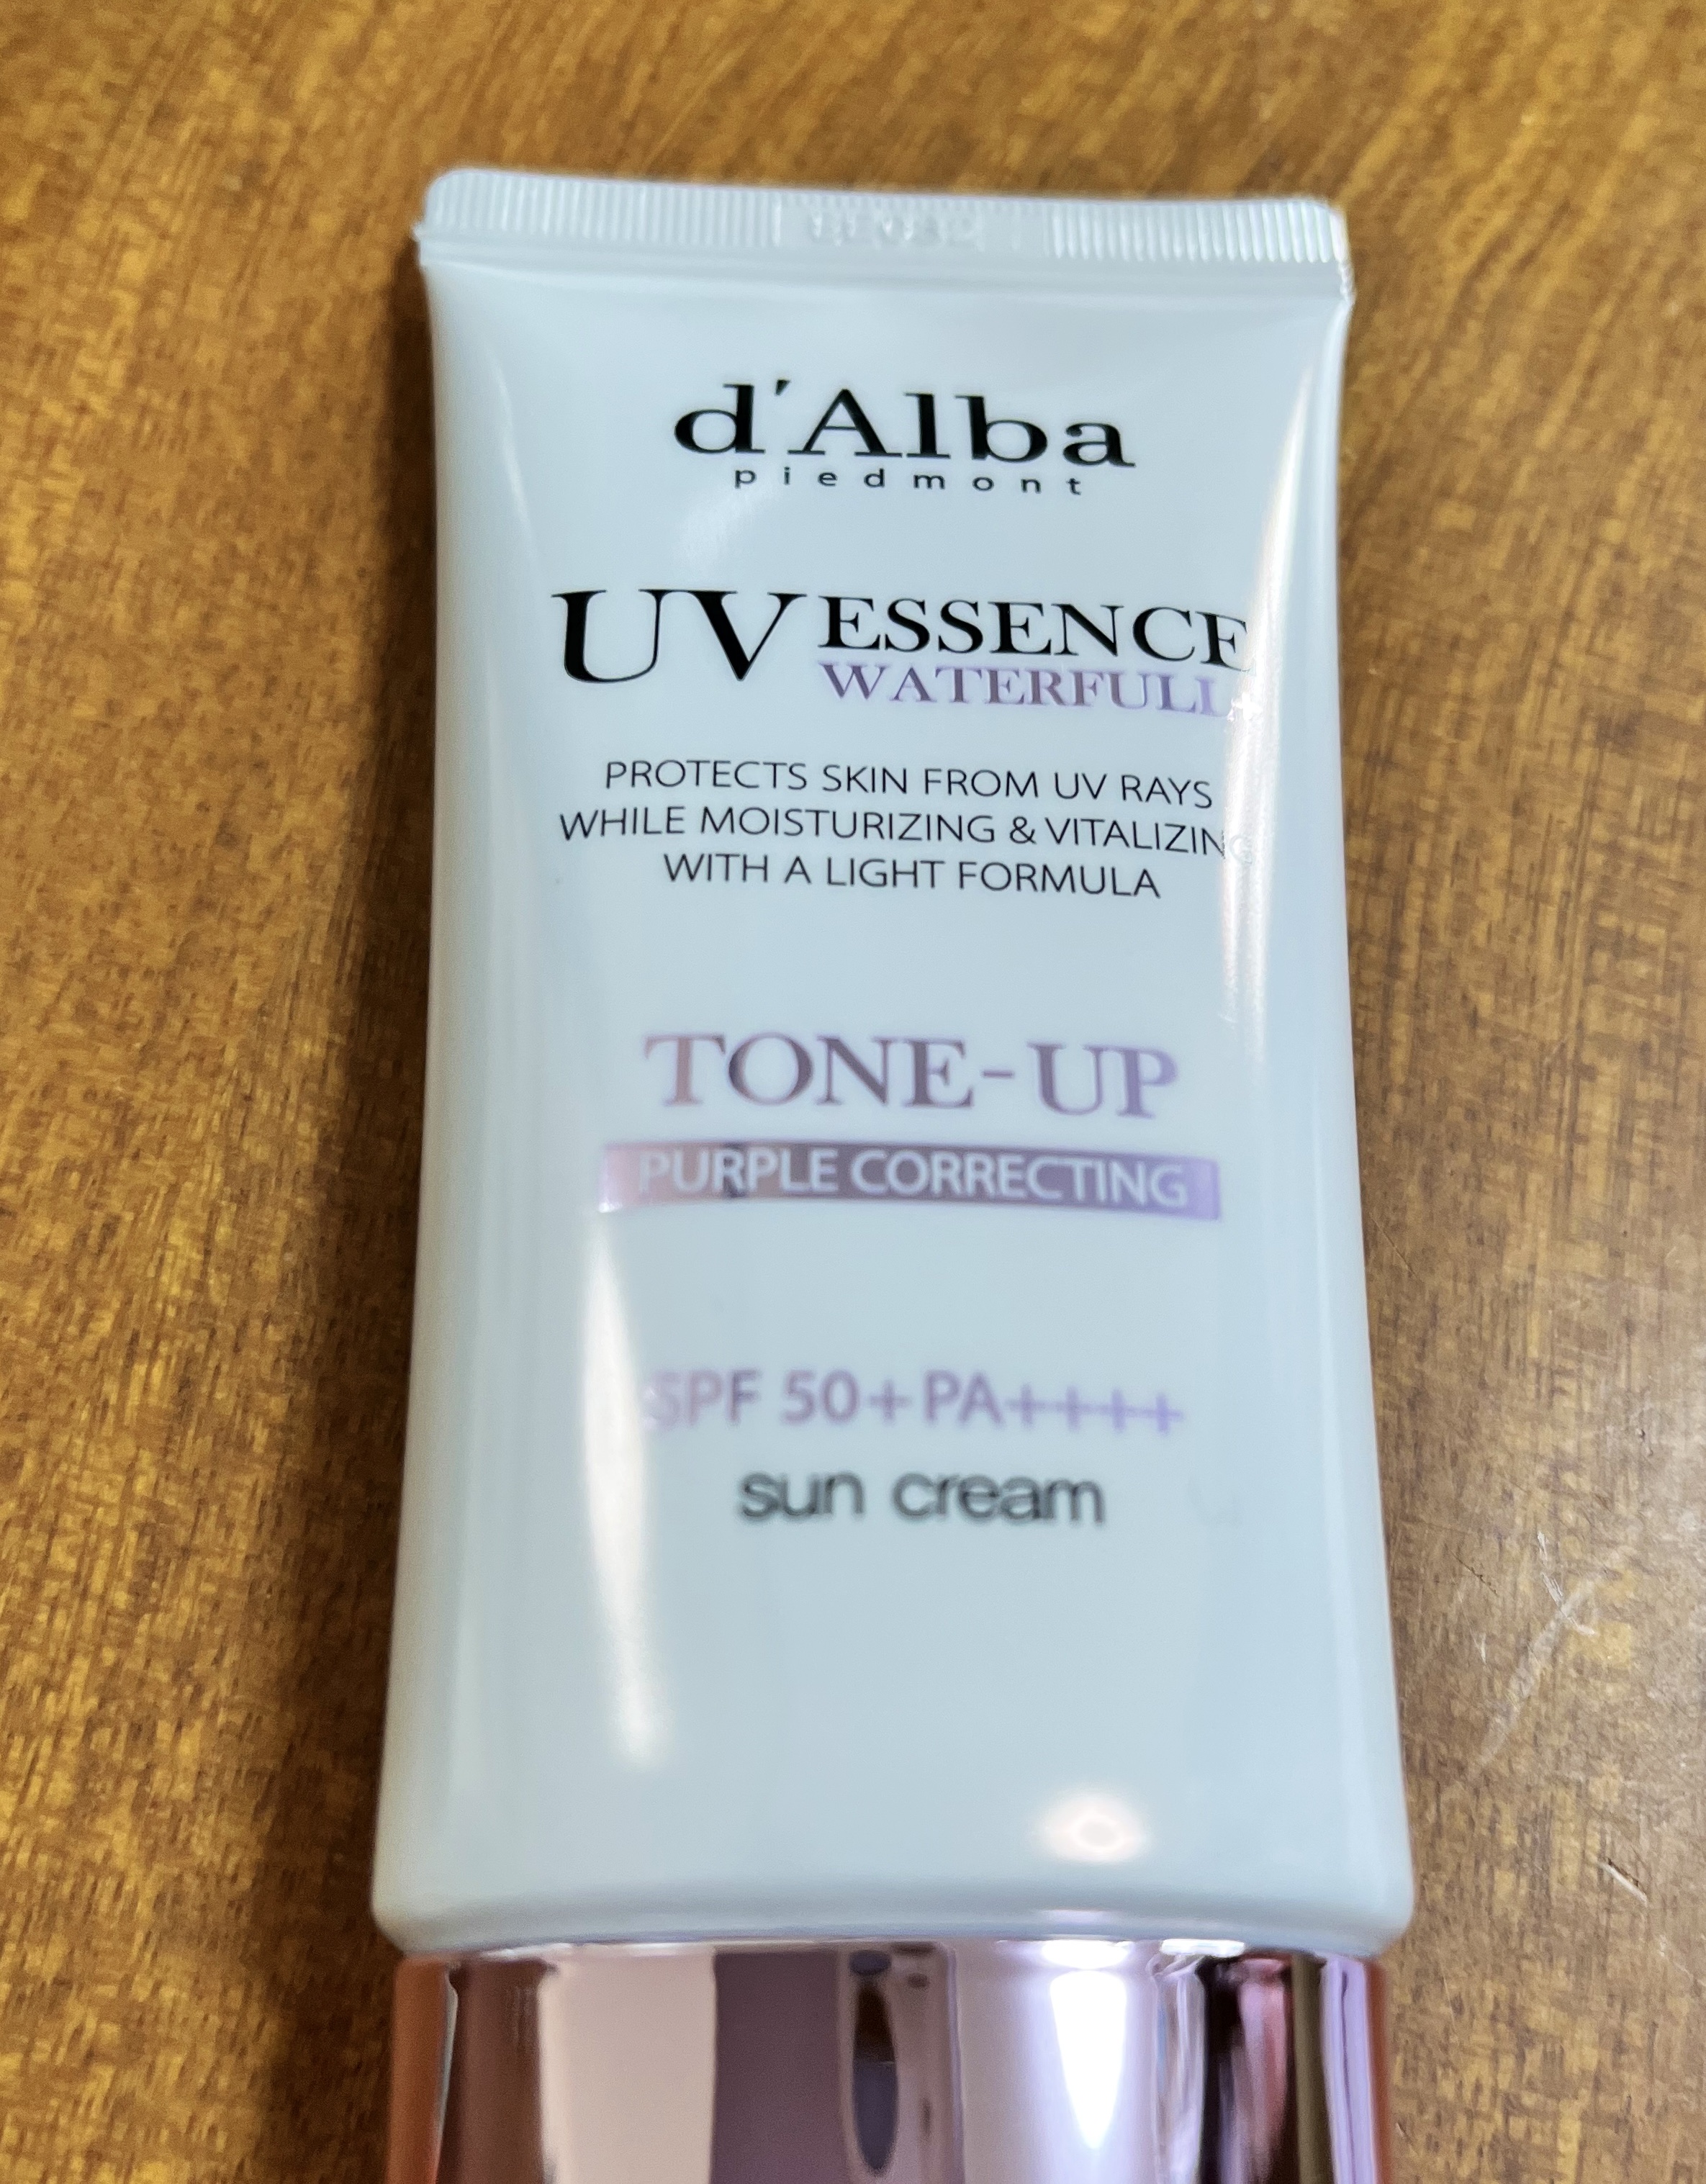 d'Alba
piedmont
UV ESSENCE
WATERFULL
PROTECTS SKIN FROM UV RAYS
WHILE MOISTURIZING & VITALIZING
WITH A LIGHT FORMULA
TONE-UP
PURPLE CORRECTING
SPF 50+ PA++++
sun cream